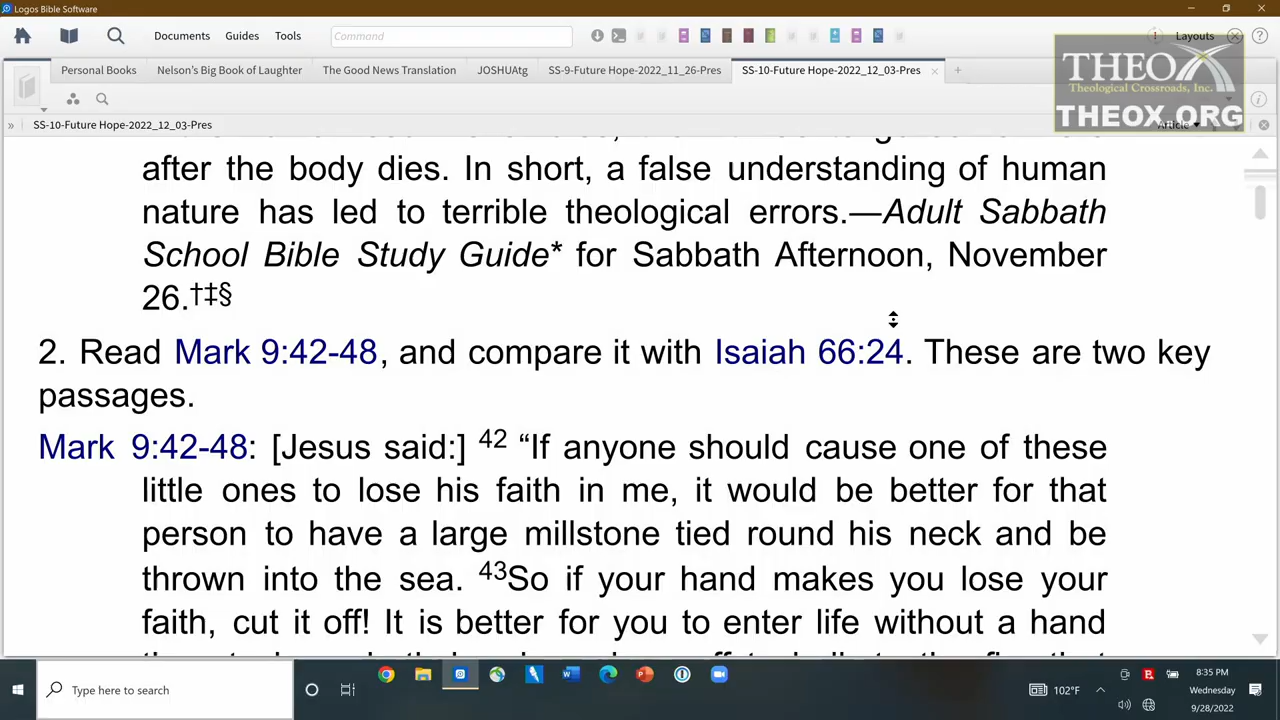 Logos Bible Software
Documents Guides Tools Command Layouts
Personal Books Nelson's Big Book of Laughter The Good News Translation JOSHUAtg SS-9-Future Hope-2022_11_26-Pres SS-10-Future Hope-2022_12_03-Pres
THEOX
Theological Crossroads, Inc.
THEOX.ORG
SS-10-Future Hope-2022_12_03-Pres Article
after the body dies. In short, a false understanding of human
nature has led to terrible theological errors.—Adult Sabbath
School Bible Study Guide* for Sabbath Afternoon, November
26.†‡§
2. Read Mark 9:42-48, and compare it with Isaiah 66:24. These are two key
passages.
Mark 9:42-48: [Jesus said:] 42 “If anyone should cause one of these
little ones to lose his faith in me, it would be better for that
person to have a large millstone tied round his neck and be
thrown into the sea. 43So if your hand makes you lose your
faith, cut it off! It is better for you to enter life without a hand
Type here to search
102°F
8:35 PM
Wednesday
9/28/2022